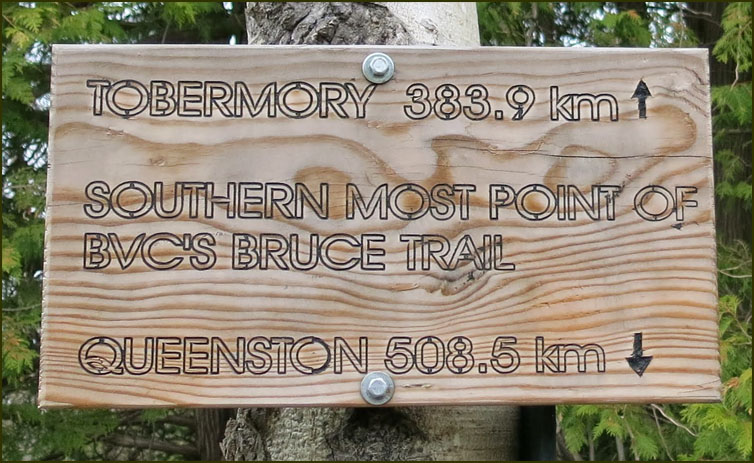 TOBERMORY 383.9 km ↑
SOUTHERN MOST POINT OF
BVC'S BRUCE TRAIL
QUEENSTON 508.5 km ↓